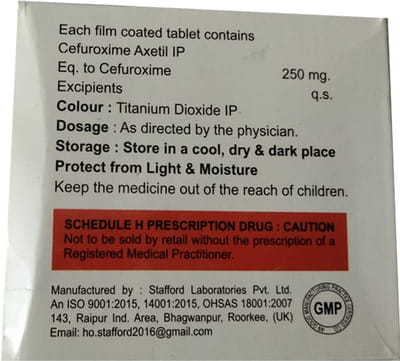 Each film coated tablet contains
Cefuroxime Axetil IP
Eq. to Cefuroxime 250 mg.
Excipients q.s.
Colour : Titanium Dioxide IP
Dosage : As directed by the physician.
Storage : Store in a cool, dry & dark place
Protect from Light & Moisture
Keep the medicine out of the reach of children.
SCHEDULE H PRESCRIPTION DRUG : CAUTION
Not to be sold by retail without the prescription of a
Registered Medical Practitioner.
Manufactured by : Stafford Laboratories Pvt. Ltd.
An ISO 9001:2015, 14001:2015, OHSAS 18001:2007
143, Raipur Ind. Area, Bhagwanpur, Roorkee, (UK)
Email: ho.stafford2016@gmail.com
GMP